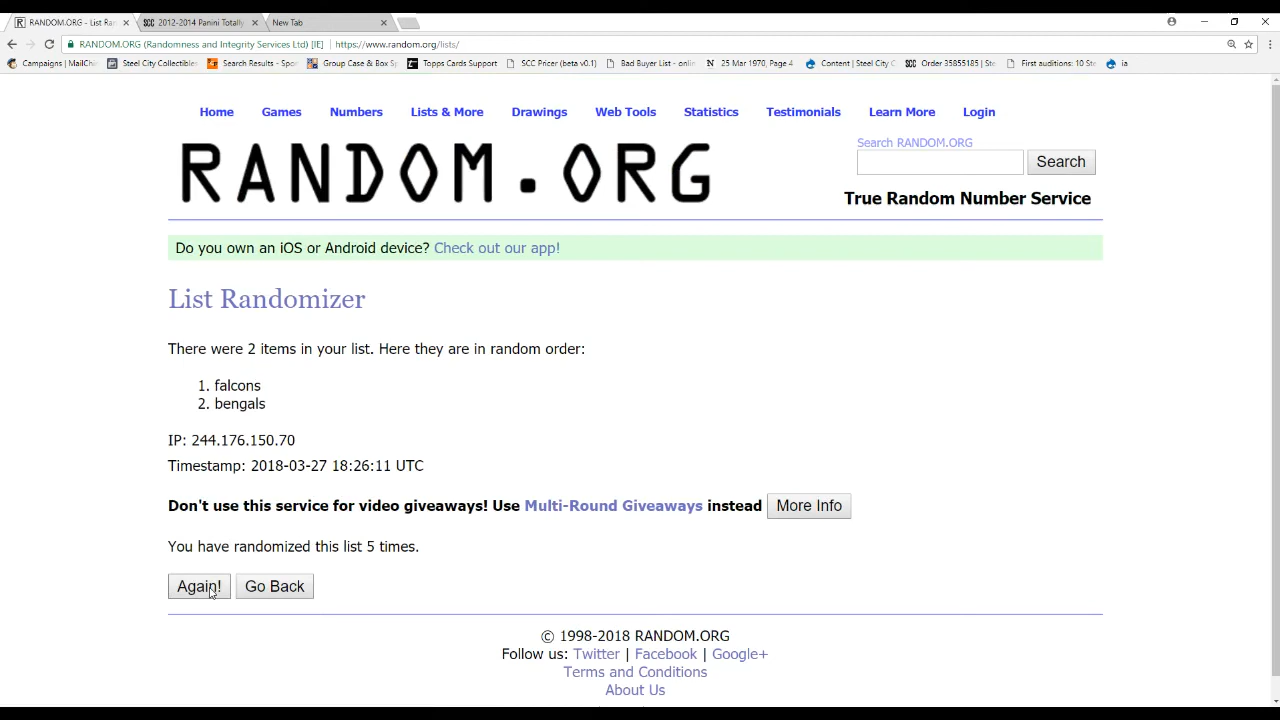 RANDOM.ORG - List Ran
SCC 2012-2014 Panini Totally
New Tab
RANDOM.ORG (Randomness and Integrity Services Ltd) [IE] | https://www.random.org/lists/
Campaigns | MailChi Steel City Collectibles Search Results - Spor Group Case & Box Sp Topps Cards Support SCC Pricer (beta v0.1) Bad Buyer List - onlin 25 Mar 1970, Page 4 Content | Steel City C SCC Order 35855185 | Ste First auditions: 10 Ste ia
Home Games Numbers Lists & More Drawings Web Tools Statistics Testimonials Learn More Login
RANDOM.ORG
Search RANDOM.ORG
Search
True Random Number Service
Do you own an iOS or Android device? Check out our app!
List Randomizer
There were 2 items in your list. Here they are in random order:
1. falcons
2. bengals
IP: 244.176.150.70
Timestamp: 2018-03-27 18:26:11 UTC
Don't use this service for video giveaways! Use Multi-Round Giveaways instead More Info
You have randomized this list 5 times.
Again! Go Back
© 1998-2018 RANDOM.ORG
Follow us: Twitter | Facebook | Google+
Terms and Conditions
About Us